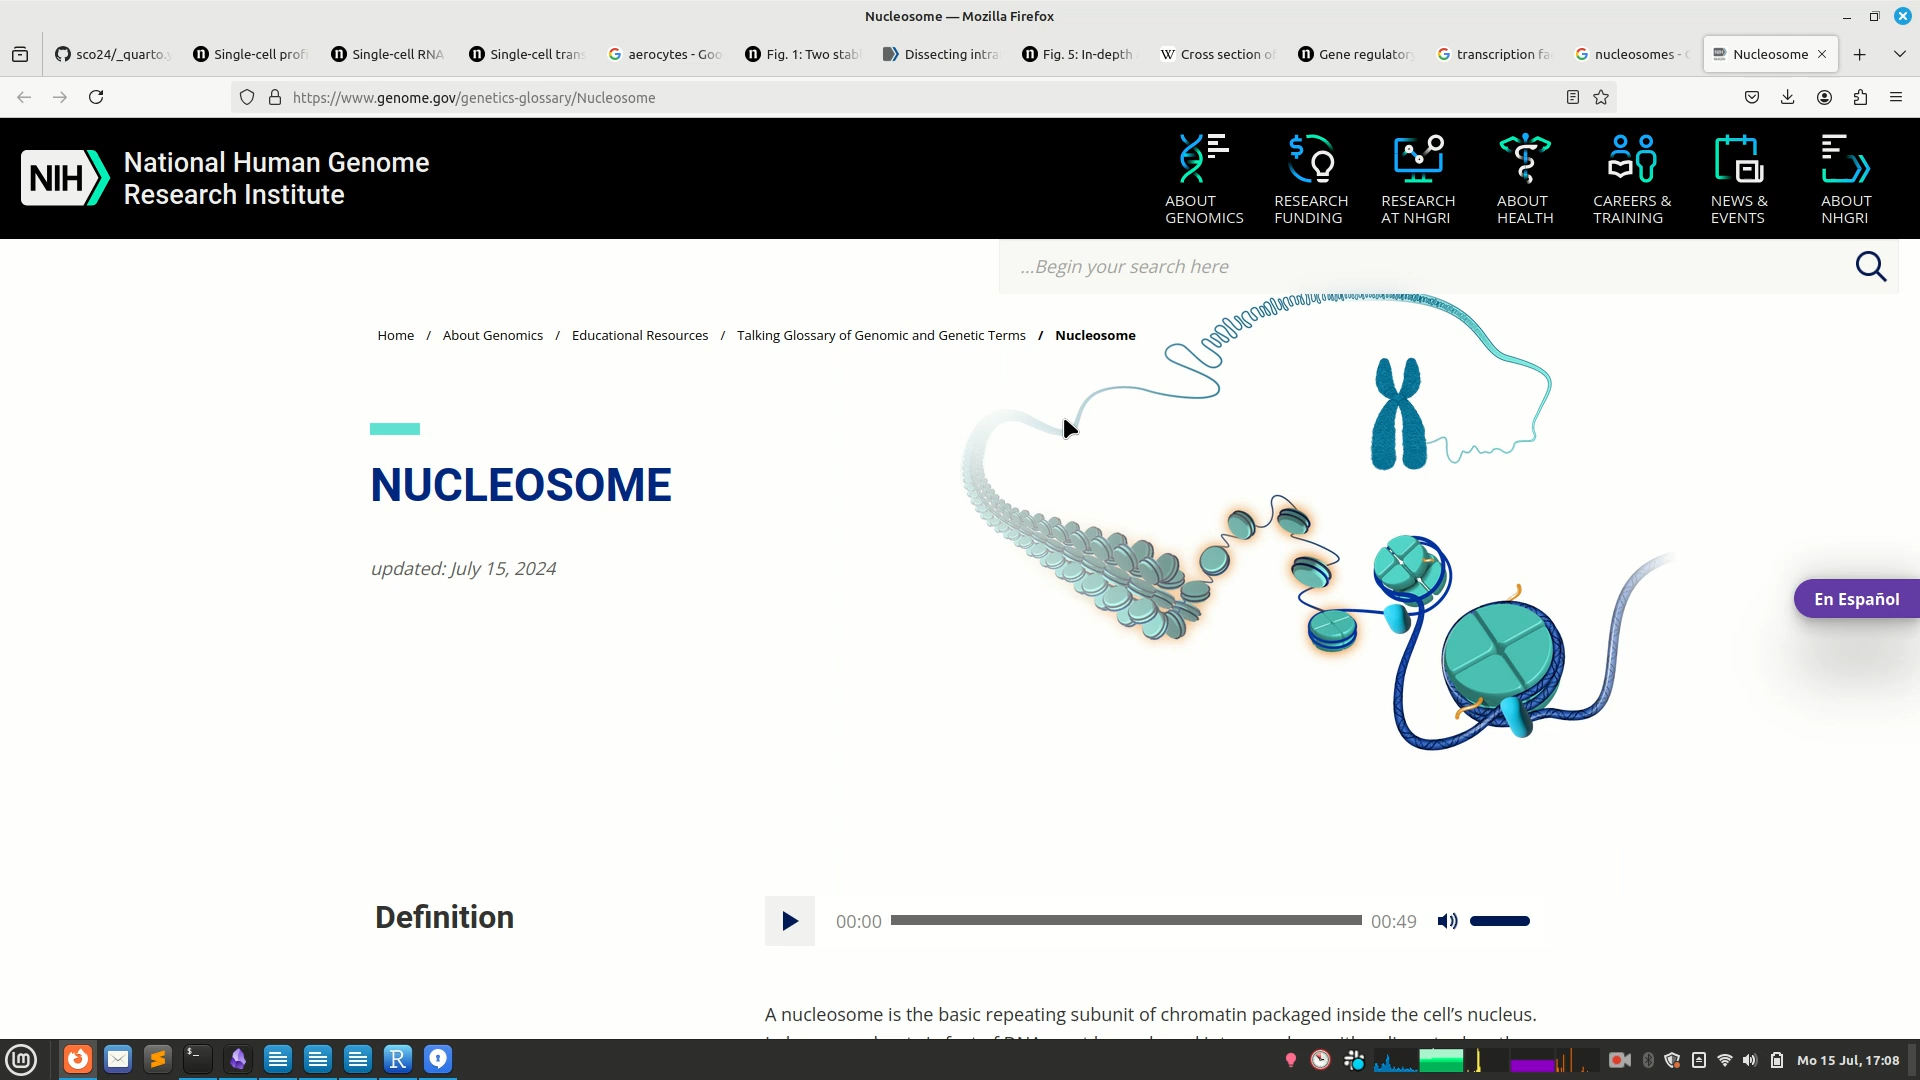 Nucleosome — Mozilla Firefox
sco24/_quarto.y
Single-cell profi
Single-cell RNA
Single-cell tran
aerocytes - Goo
Fig. 1: Two stab
Dissecting intra
Fig. 5: In-depth
Cross section of
Gene regulatory
transcription fa
nucleosomes - G
Nucleosome
https://www.genome.gov/genetics-glossary/Nucleosome
NIH
National Human Genome
Research Institute
ABOUT
GENOMICS
RESEARCH
FUNDING
RESEARCH
AT NHGRI
ABOUT
HEALTH
CAREERS &
TRAINING
NEWS &
EVENTS
ABOUT
NHGRI
...Begin your search here
Home / About Genomics / Educational Resources / Talking Glossary of Genomic and Genetic Terms / Nucleosome
NUCLEOSOME
updated: July 15, 2024
En Español
Definition
00:00
00:49
A nucleosome is the basic repeating subunit of chromatin packaged inside the cell’s nucleus.
Mo 15 Jul, 17:08